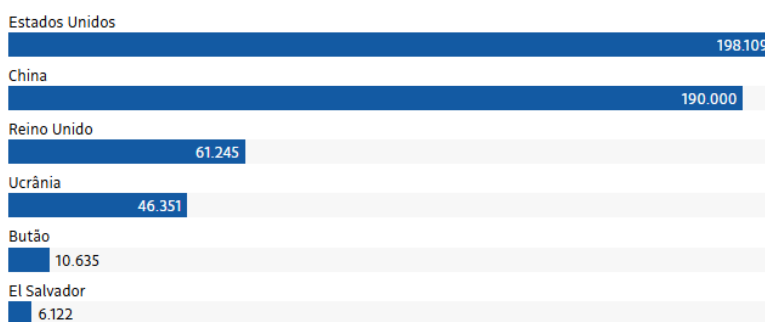 Estados Unidos
198.109
China
190.000
Reino Unido
61.245
Ucrânia
46.351
Butão
10.635
El Salvador
6.122